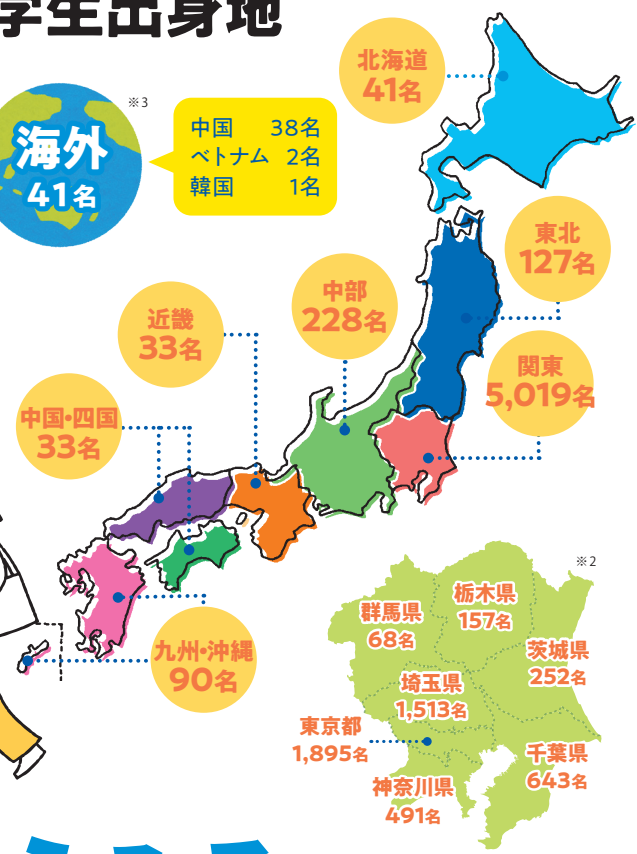 学生出身地
北海道
41名
※3
海外
41名
中国 38名
ベトナム 2名
韓国 1名
東北
127名
中部
228名
近畿
33名
関東
5,019名
中国・四国
33名
九州・沖縄
90名
※2
栃木県
157名
群馬県
68名
茨城県
252名
埼玉県
1,513名
東京都
1,895名
千葉県
643名
神奈川県
491名